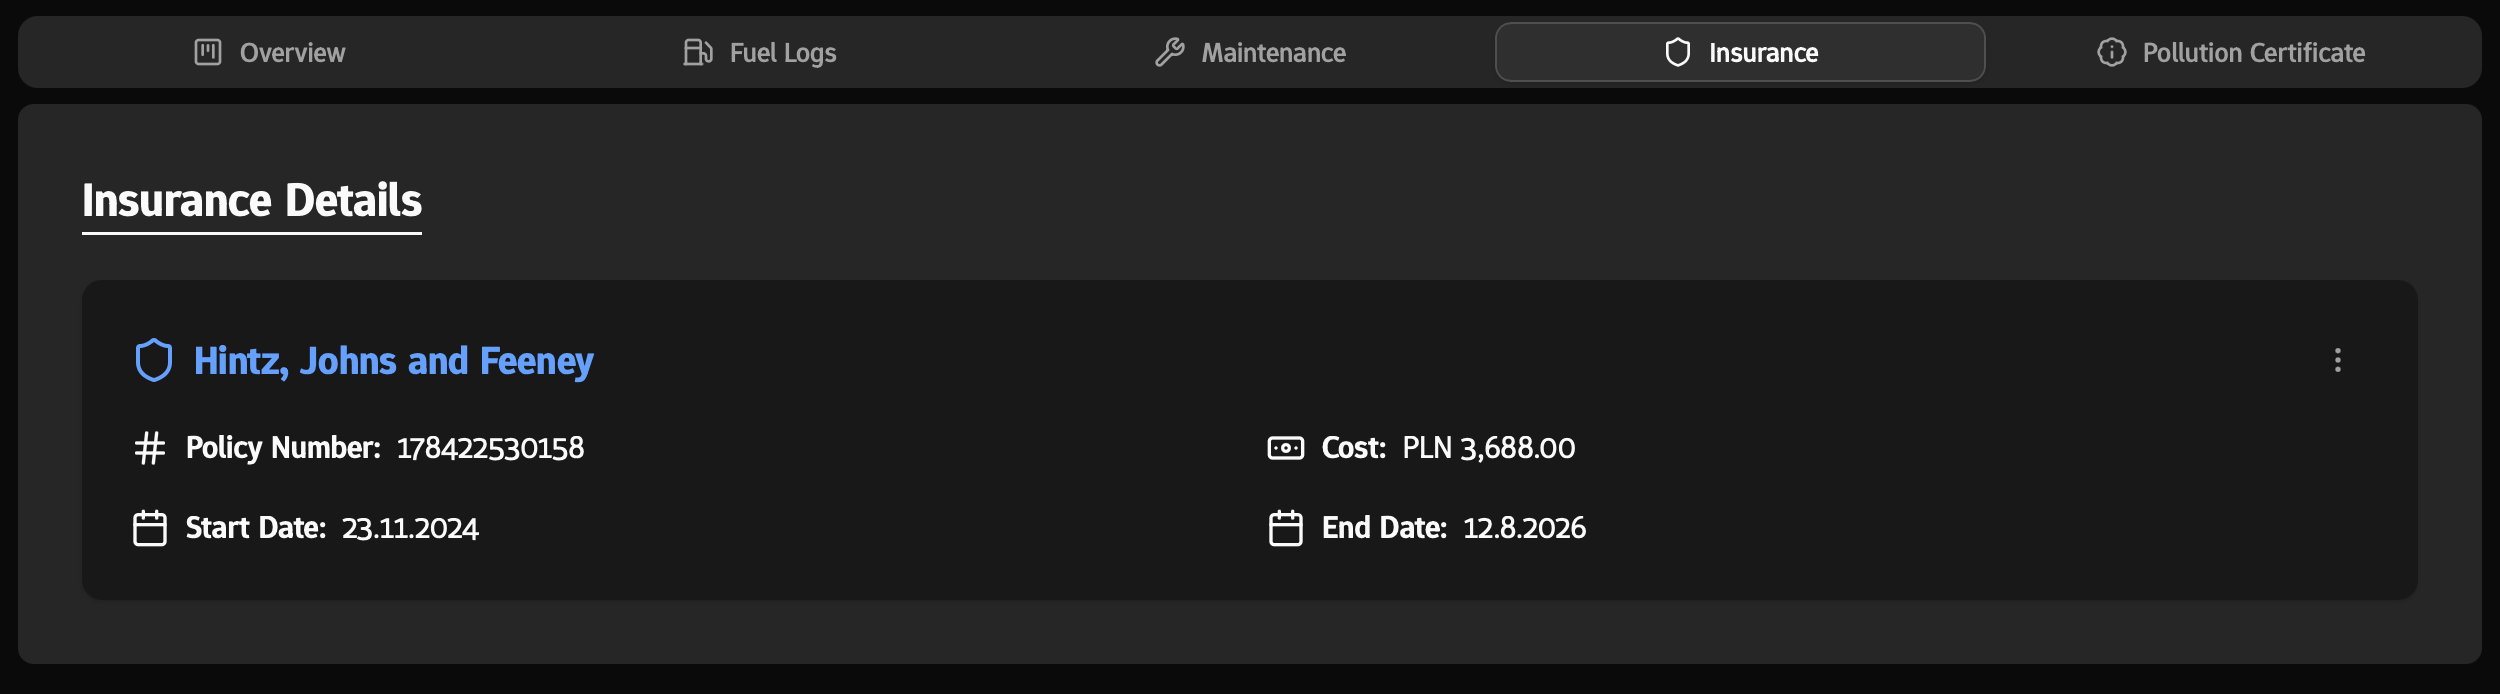 Overview Fuel Logs Maintenance Insurance Pollution Certificate
Insurance Details
Hintz, Johns and Feeney
Policy Number: 178422530158 Cost: PLN 3,688.00
Start Date: 23.11.2024 End Date: 12.8.2026